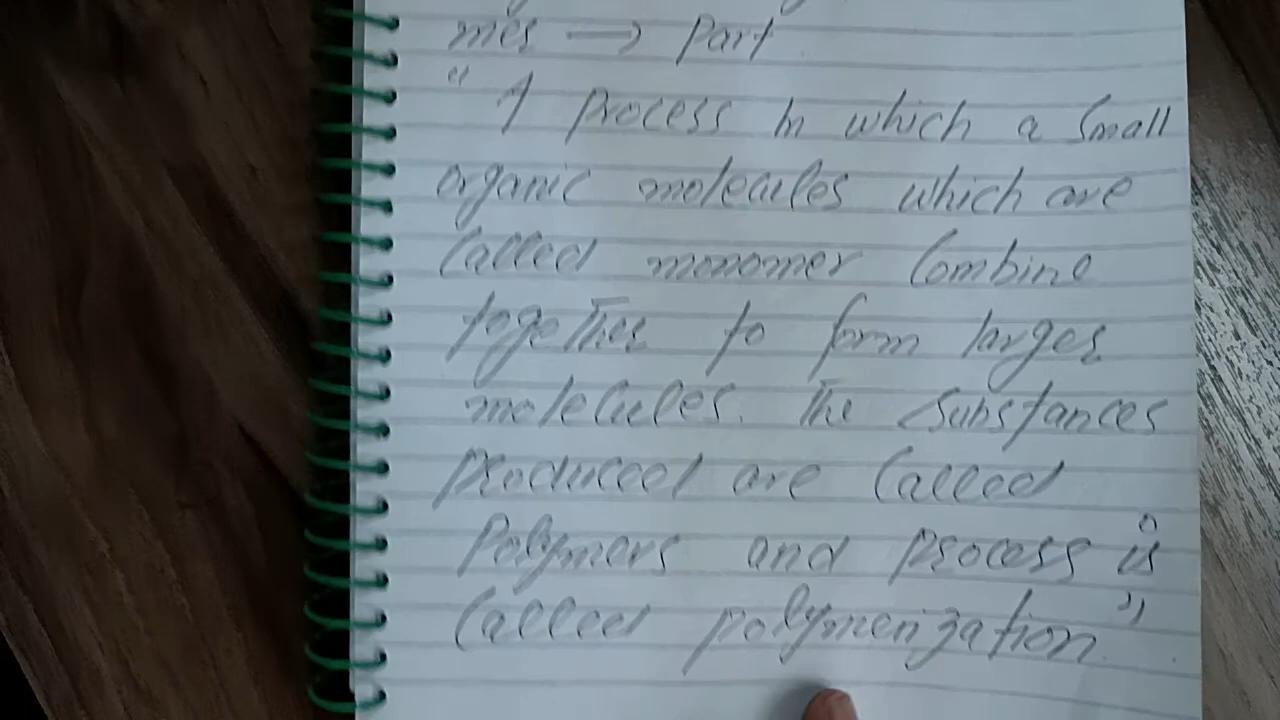 mers → Part
" A process in which a small
organic molecules which are
Called monomer Combine
together to form larger
molecules. The Substances
produced are Called
Polymers and process is
Called polymerization "